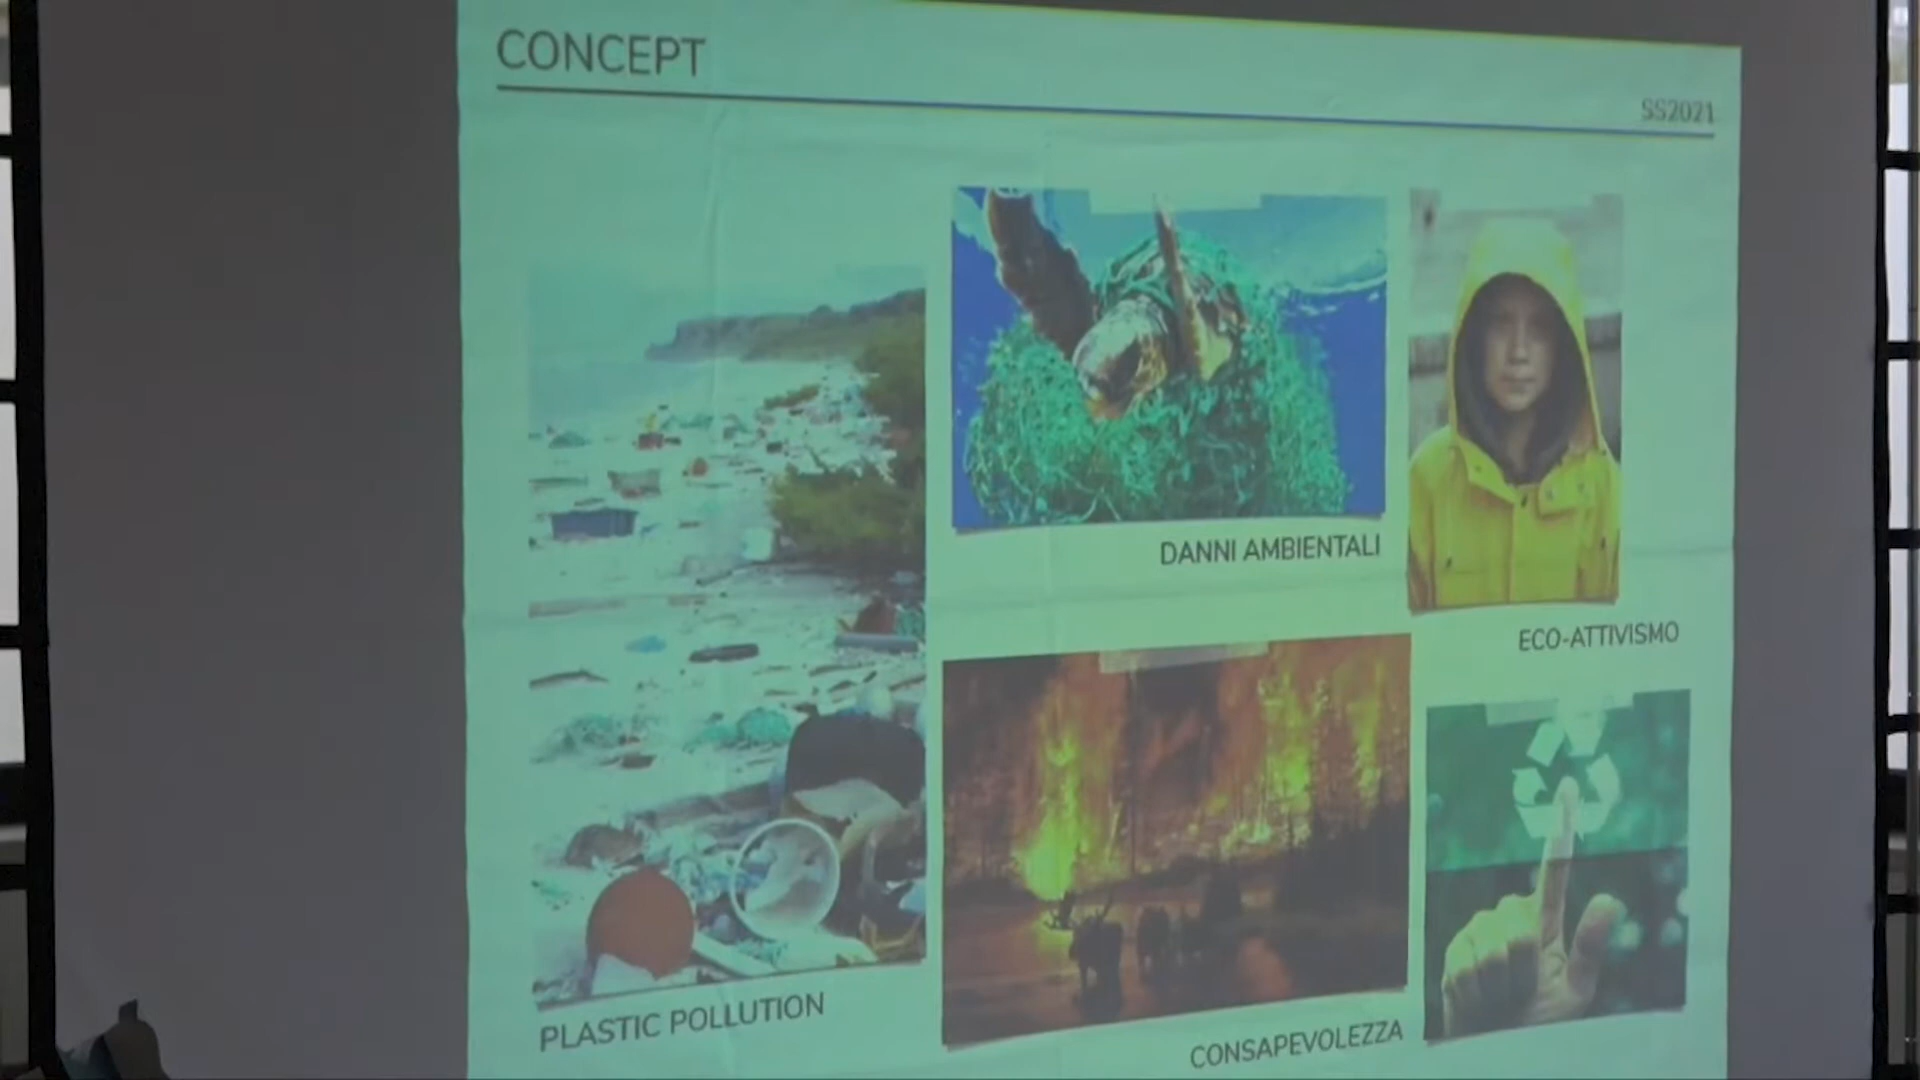 CONCEPT
SS2021
DANNI AMBIENTALI
ECO-ATTIVISMO
PLASTIC POLLUTION
CONSAPEVOLEZZA